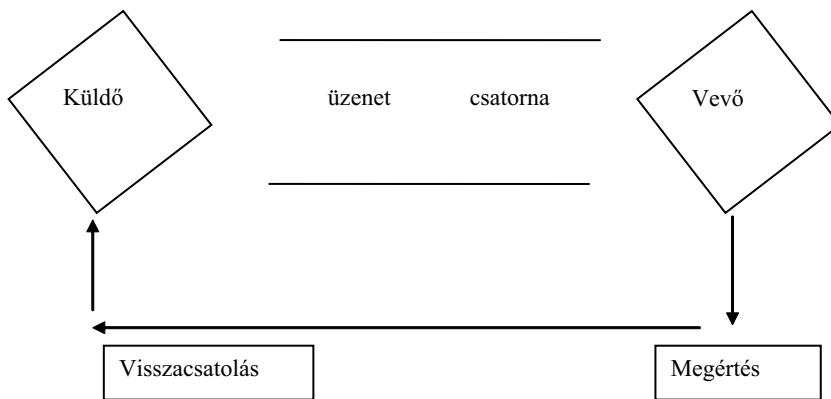 Küldő
üzenet csatorna
Vevő
Visszacsatolás
Megértés